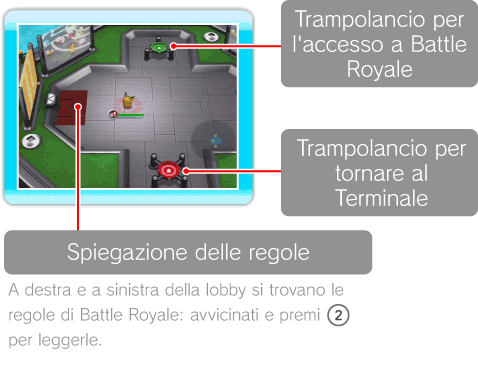 Trampolancio per
l'accesso a Battle
Royale
Trampolancio per
tornare al
Terminale
Spiegazione delle regole
A destra e a sinistra della lobby si trovano le
regole di Battle Royale: avvicinati e premi 2
per leggerle.